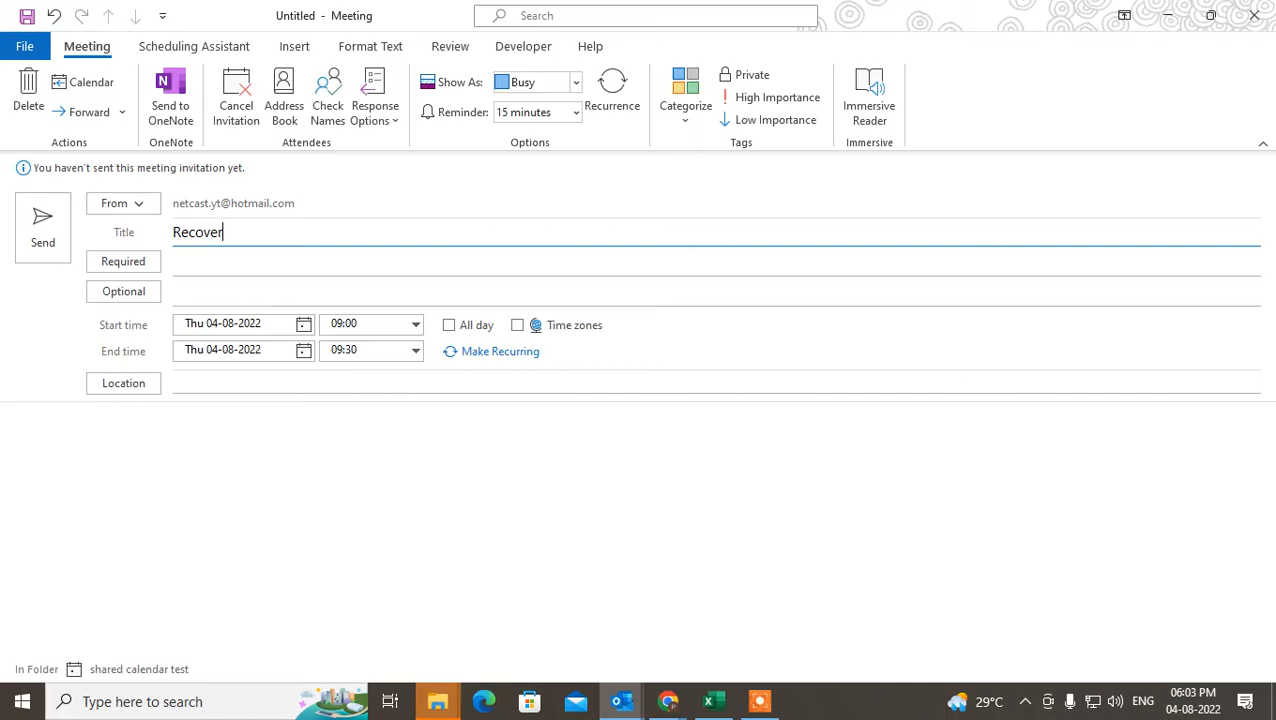 Untitled - Meeting
Search
File
Meeting
Scheduling Assistant
Insert
Format Text
Review
Developer
Help
Delete
Calendar
Forward
Actions
Send to
OneNote
OneNote
Cancel
Invitation
Address
Book
Check
Names
Response
Options
Attendees
Show As:
Busy
Reminder:
15 minutes
Recurrence
Options
Categorize
Private
High Importance
Low Importance
Tags
Immersive
Reader
Immersive
You haven't sent this meeting invitation yet.
Send
From
netcast.yt@hotmail.com
Title
Recover
Required
Optional
Start time
Thu 04-08-2022
09:00
All day
Time zones
End time
Thu 04-08-2022
09:30
Make Recurring
Location
In Folder
shared calendar test
Type here to search
29°C
ENG
06:03 PM
04-08-2022